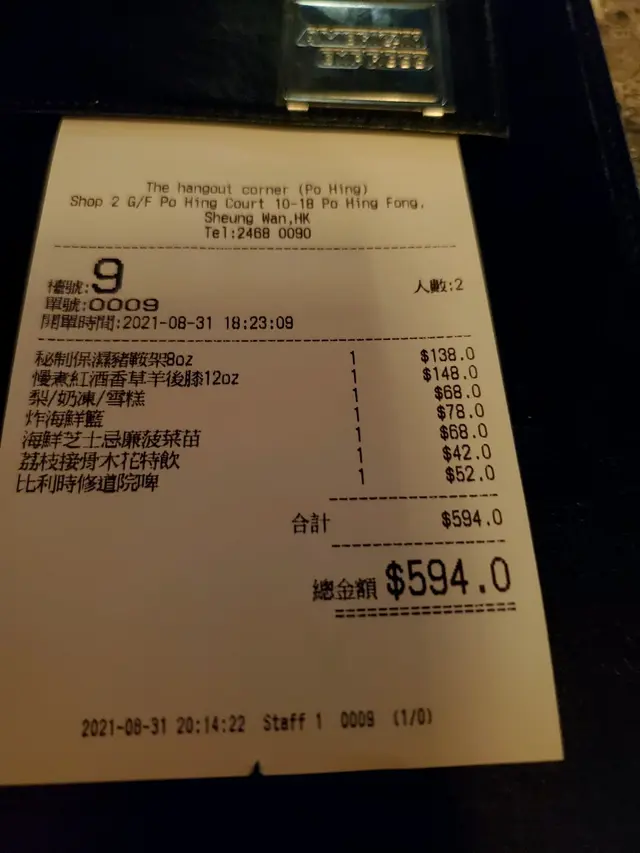 AMERICAN
EXPRESS
The hangout corner (Po Hing)
Shop 2 G/F Po Hing Court 10-18 Po Hing Fong,
Sheung Wan,HK
Tel:2468 0090
檯號:9 人數:2
單號:0009
開單時間:2021-08-31 18:23:09
秘制保濕豬鞍架8oz 1 $138.0
慢煮紅酒香草羊後膝12oz 1 $148.0
梨/奶凍/雪糕 1 $68.0
炸海鮮籃 1 $78.0
海鮮芝士忌廉菠菜苗 1 $68.0
荔枝接骨木花特飲 1 $42.0
比利時修道院啤 1 $52.0
合計 $594.0
總金額 $594.0
2021-08-31 20:14:22 Staff 1 0009 (1/0)